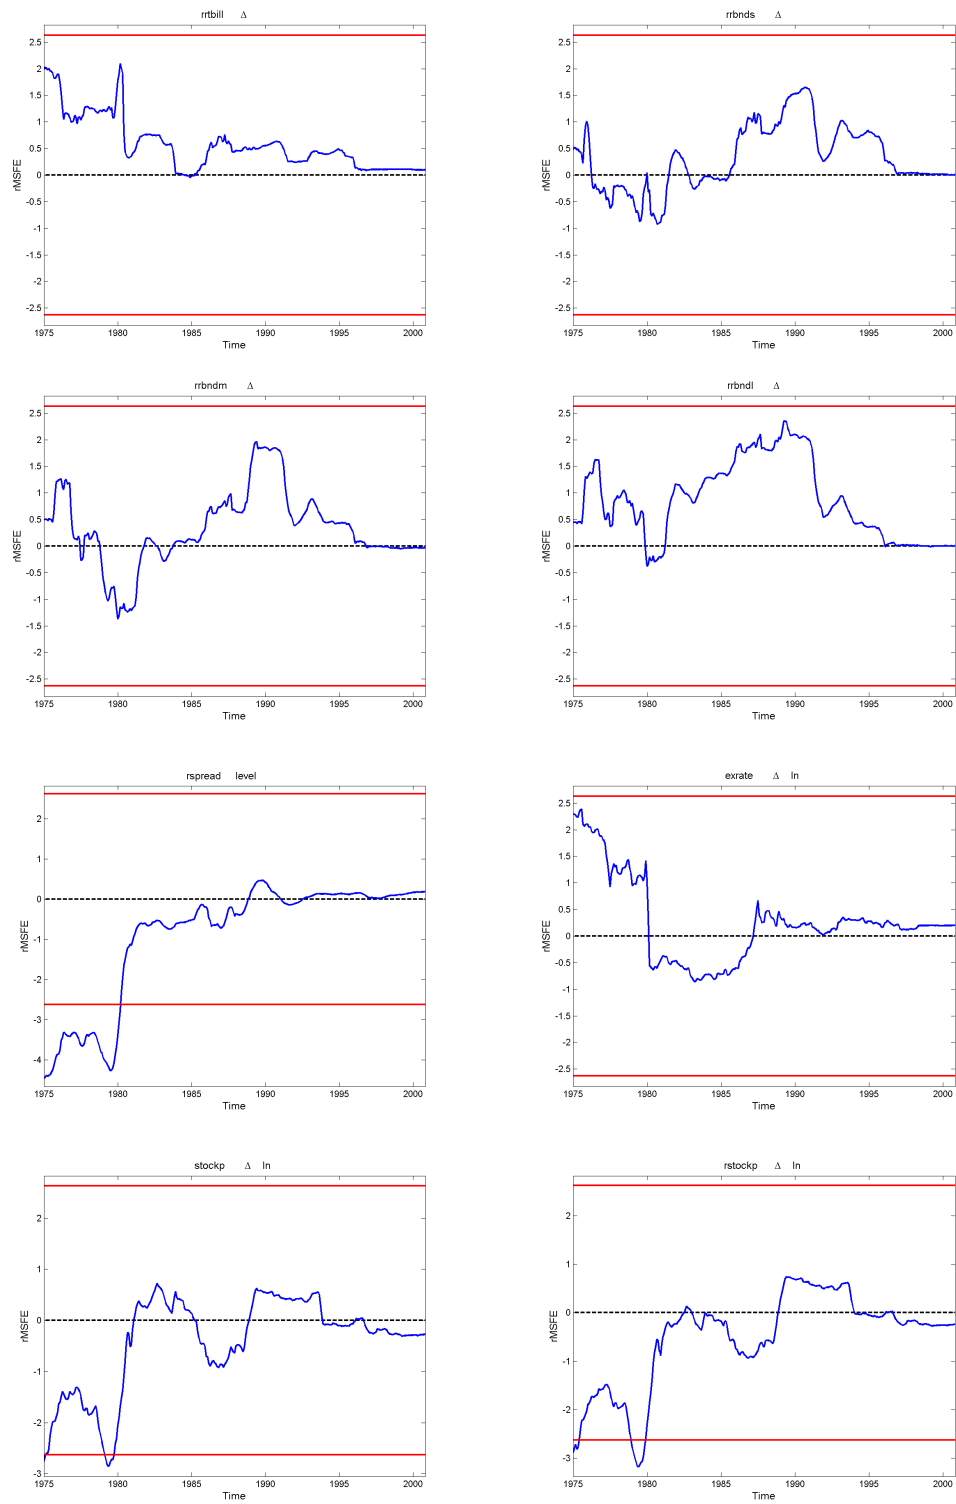 rrtbill Δ
2.5
2
1.5
1
0.5
0
-0.5
-1
-1.5
-2
-2.5
rMSFE
1975 1980 1985 1990 1995 2000
Time
rrbnds Δ
2.5
2
1.5
1
0.5
0
-0.5
-1
-1.5
-2
-2.5
rMSFE
1975 1980 1985 1990 1995 2000
Time
rrbndm Δ
2.5
2
1.5
1
0.5
0
-0.5
-1
-1.5
-2
-2.5
rMSFE
1975 1980 1985 1990 1995 2000
Time
rrbndl Δ
2.5
2
1.5
1
0.5
0
-0.5
-1
-1.5
-2
-2.5
rMSFE
1975 1980 1985 1990 1995 2000
Time
rspread level
2
1
0
-1
-2
-3
-4
rMSFE
1975 1980 1985 1990 1995 2000
Time
exrate Δ ln
2.5
2
1.5
1
0.5
0
-0.5
-1
-1.5
-2
-2.5
rMSFE
1975 1980 1985 1990 1995 2000
Time
stockp Δ ln
2
1
0
-1
-2
-3
rMSFE
1975 1980 1985 1990 1995 2000
Time
rstockp Δ ln
2
1
0
-1
-2
-3
rMSFE
1975 1980 1985 1990 1995 2000
Time